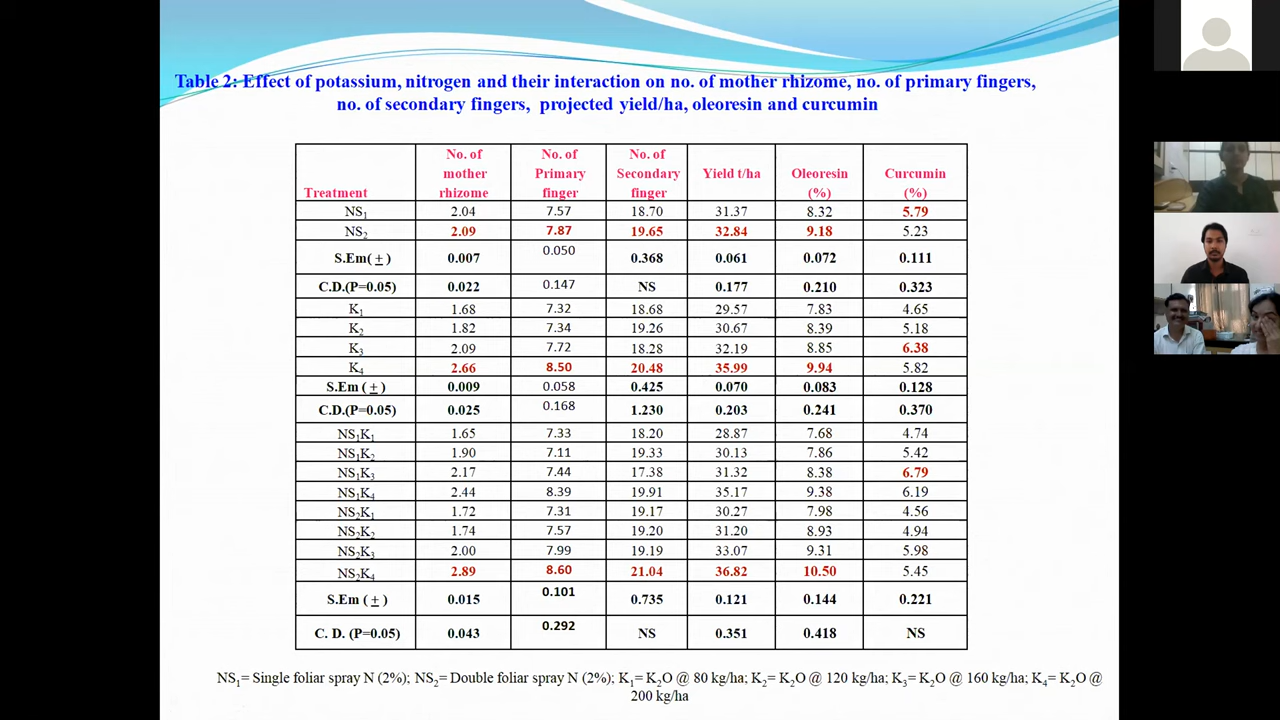 Table 2: Effect of potassium, nitrogen and their interaction on no. of mother rhizome, no. of primary fingers,
no. of secondary fingers, projected yield/ha, oleoresin and curcumin
Treatment No. of mother rhizome No. of Primary finger No. of Secondary finger Yield t/ha Oleoresin (%) Curcumin (%)
NS1 2.04 7.57 18.70 31.37 8.32 5.79
NS2 2.09 7.87 19.65 32.84 9.18 5.23
S.Em(±) 0.007 0.050 0.368 0.061 0.072 0.111
C.D.(P=0.05) 0.022 0.147 NS 0.177 0.210 0.323
K1 1.68 7.32 18.68 29.57 7.83 4.65
K2 1.82 7.34 19.26 30.67 8.39 5.18
K3 2.09 7.72 18.28 32.19 8.85 6.38
K4 2.66 8.50 20.48 35.99 9.94 5.82
S.Em (±) 0.009 0.058 0.425 0.070 0.083 0.128
C.D.(P=0.05) 0.025 0.168 1.230 0.203 0.241 0.370
NS1K1 1.65 7.33 18.20 28.87 7.68 4.74
NS1K2 1.90 7.11 19.33 30.13 7.86 5.42
NS1K3 2.17 7.44 17.38 31.32 8.38 6.79
NS1K4 2.44 8.39 19.91 35.17 9.38 6.19
NS2K1 1.72 7.31 19.17 30.27 7.98 4.56
NS2K2 1.74 7.57 19.20 31.20 8.93 4.94
NS2K3 2.00 7.99 19.19 33.07 9.31 5.98
NS2K4 2.89 8.60 21.04 36.82 10.50 5.45
S.Em (±) 0.015 0.101 0.735 0.121 0.144 0.221
C. D. (P=0.05) 0.043 0.292 NS 0.351 0.418 NS
NS1= Single foliar spray N (2%); NS2= Double foliar spray N (2%); K1= K2O @ 80 kg/ha; K2= K2O @ 120 kg/ha; K3= K2O @ 160 kg/ha; K4= K2O @
200 kg/ha